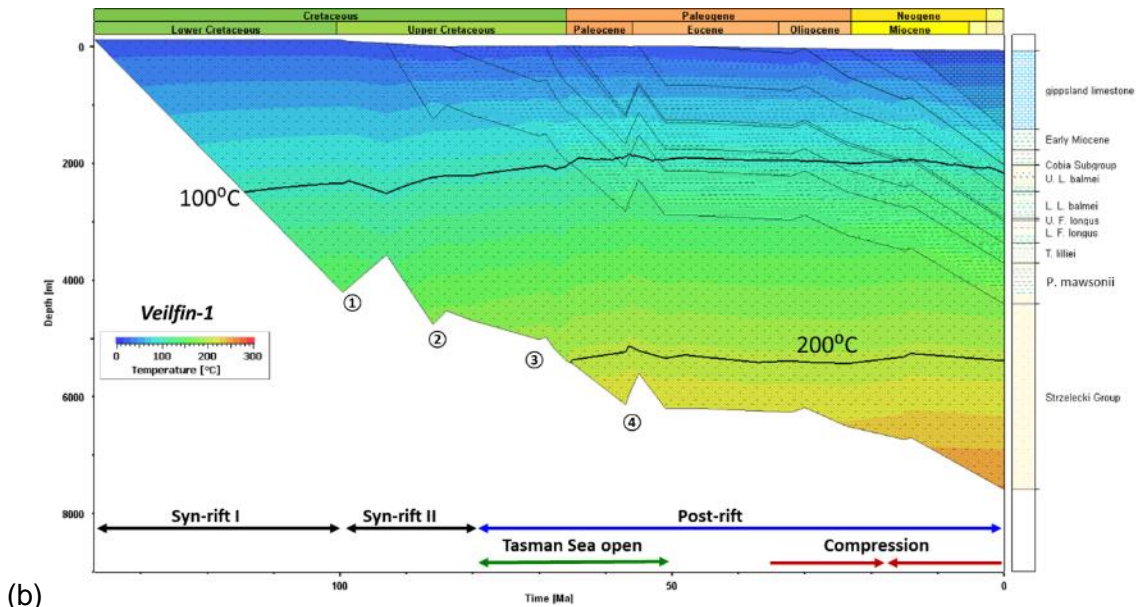 Cretaceous Paleogene Neogene
Lower Cretaceous Upper Cretaceous Paleocene Eocene Oligocene Miocene
0
2000
4000
6000
8000
Depth [m]
100°C
200°C
①
②
③
④
Veilfin-1
0 100 200 300
Temperature [°C]
gippsland limestone
Early Miocene
Cobia Subgroup
U. L. balmei
L. L. balmei
U. F. longus
L. F. longus
T. lilliei
P. mawsonii
Strzelecki Group
Syn-rift I Syn-rift II Post-rift
Tasman Sea open Compression
100 50 0
Time [Ma]
(b)